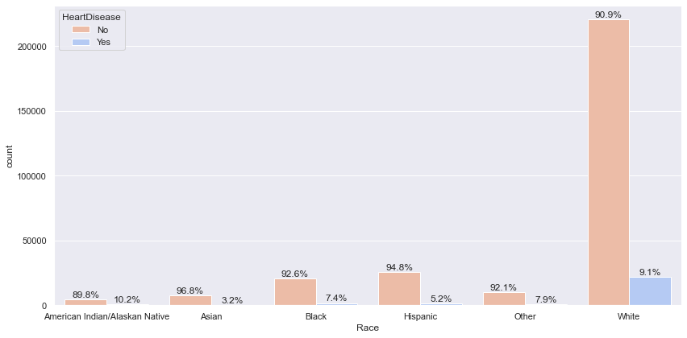 HeartDisease
No
Yes
200000
150000
100000
50000
0
count
89.8%
10.2%
96.8%
3.2%
92.6%
7.4%
94.8%
5.2%
92.1%
7.9%
90.9%
9.1%
American Indian/Alaskan Native
Asian
Black
Hispanic
Other
White
Race